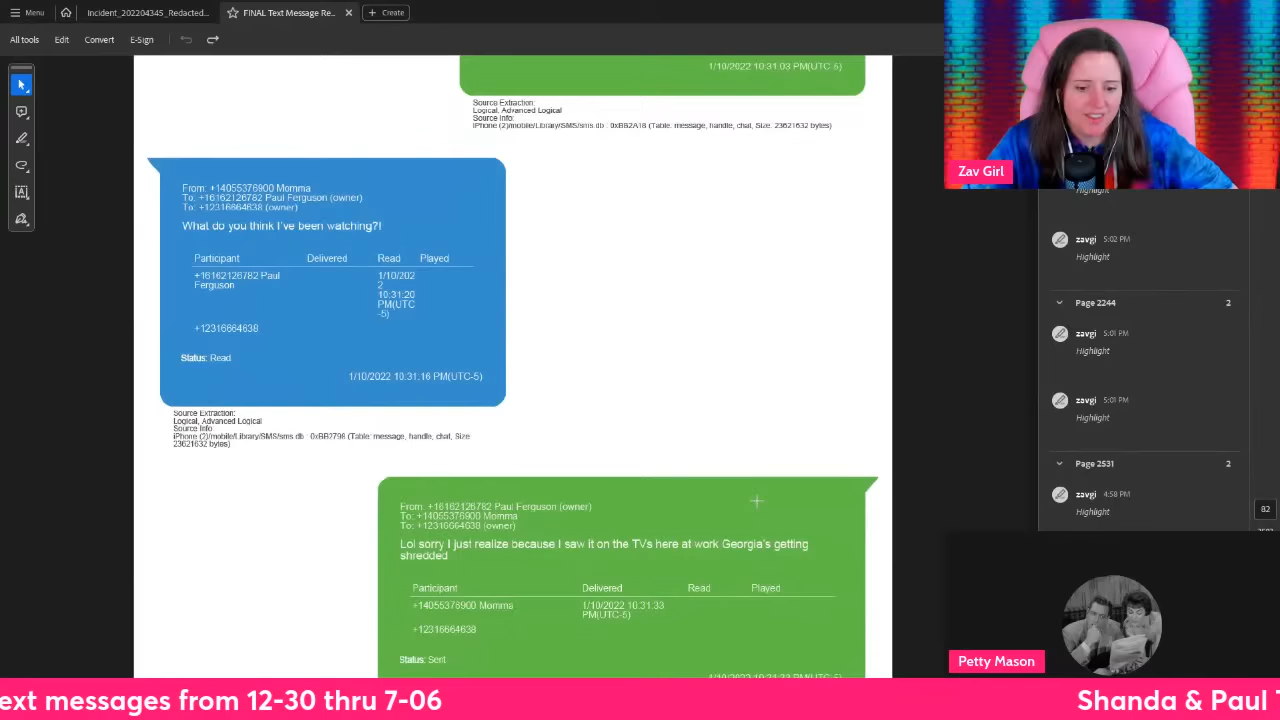 Menu
Incident_202204345_Redacted...
FINAL Text Message Re...
Create
All tools
Edit
Convert
E-Sign
1/10/2022 10:31:03 PM(UTC-5)
Source Extraction:
Logical, Advanced Logical
Source Info:
iPhone (2)/mobile/Library/SMS/sms.db : 0xBB2A18 (Table: message, handle, chat, Size: 23621632 bytes)
From: +14055376900 Momma
To: +16162126782 Paul Ferguson (owner)
To: +12316664638 (owner)
What do you think I've been watching?!
Participant Delivered Read Played
+16162126782 Paul Ferguson
1/10/202
2
10:31:20
PM(UTC
-5)
+12316664638
Status: Read
1/10/2022 10:31:16 PM(UTC-5)
Source Extraction:
Logical, Advanced Logical
Source Info:
iPhone (2)/mobile/Library/SMS/sms.db : 0xBB2796 (Table: message, handle, chat, Size:
23621632 bytes)
From: +16162126782 Paul Ferguson (owner)
To: +14055376900 Momma
To: +12316664638 (owner)
Lol sorry I just realize because I saw it on the TVs here at work Georgia's getting
shredded
Participant Delivered Read Played
+14055376900 Momma
1/10/2022 10:31:33
PM(UTC-5)
+12316664638
Status: Sent
Zav Girl
Highlight
zavgi 5:02 PM
Highlight
Page 2244 2
zavgi 5:01 PM
Highlight
zavgi 5:01 PM
Highlight
Page 2531 2
zavgi 4:58 PM
Highlight
82
Petty Mason
ext messages from 12-30 thru 7-06
Shanda & Paul